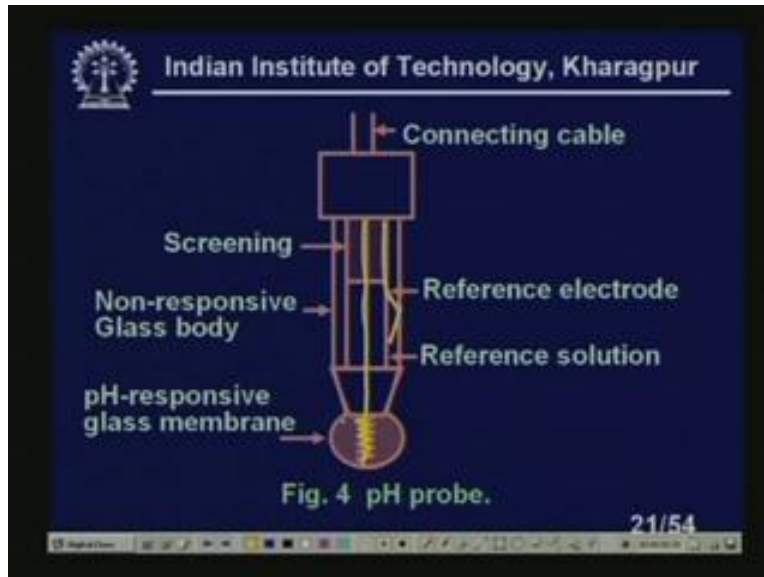 Indian Institute of Technology, Kharagpur
Connecting cable
Screening
Non-responsive
Glass body
Reference electrode
Reference solution
pH-responsive
glass membrane
Fig. 4 pH probe.
21/54